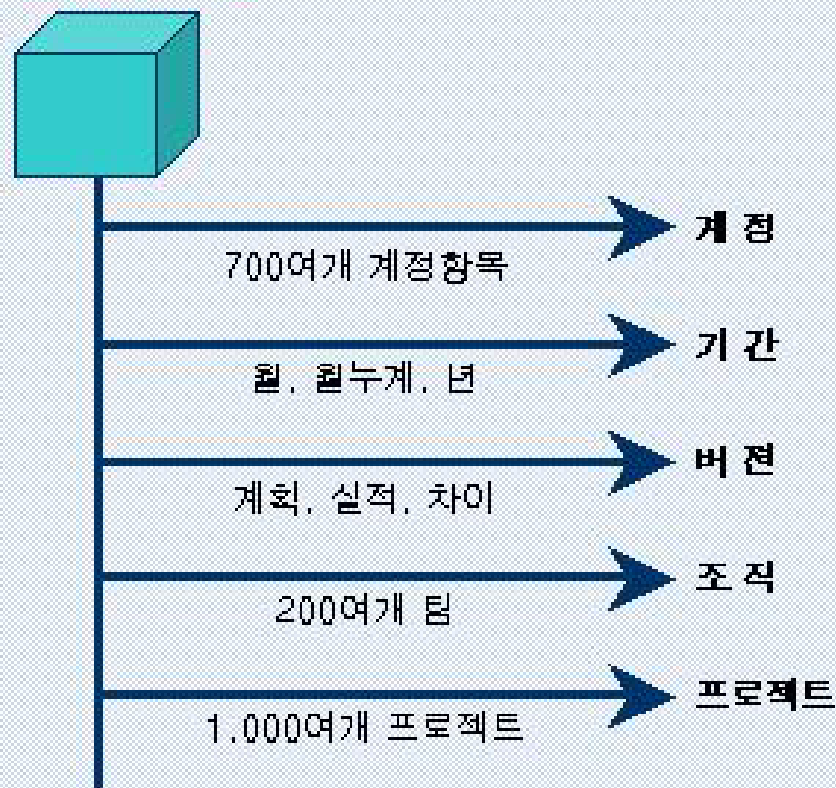 계 정
700여개 계정항목
기 간
월, 월누계, 년
버 젼
계획, 실적, 차이
조 직
200여개 팀
프로젝트
1,000여개 프로젝트